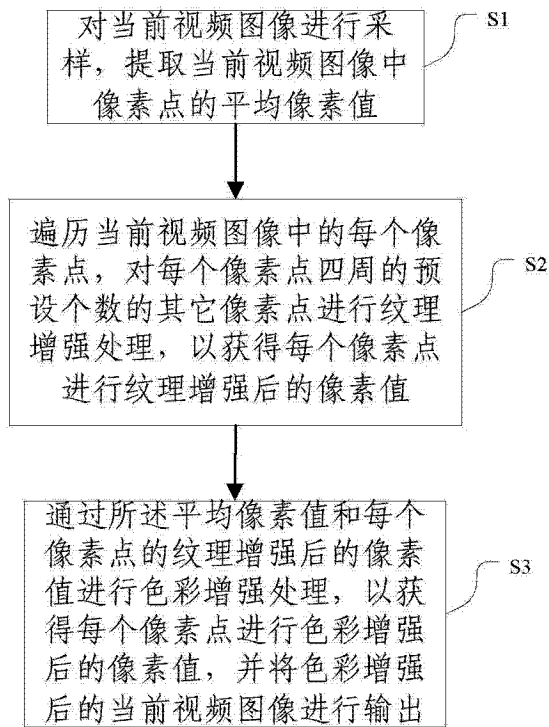 对当前视频图像进行采
样，提取当前视频图像中
像素点的平均像素值
S1
遍历当前视频图像中的每个像
素点，对每个像素点四周的预
设个数的其它像素点进行纹理
增强处理，以获得每个像素点
进行纹理增强后的像素值
S2
通过所述平均像素值和每个
像素点的纹理增强后的像素
值进行色彩增强处理，以获
得每个像素点进行色彩增强
后的像素值，并将色彩增强
后的当前视频图像进行输出
S3